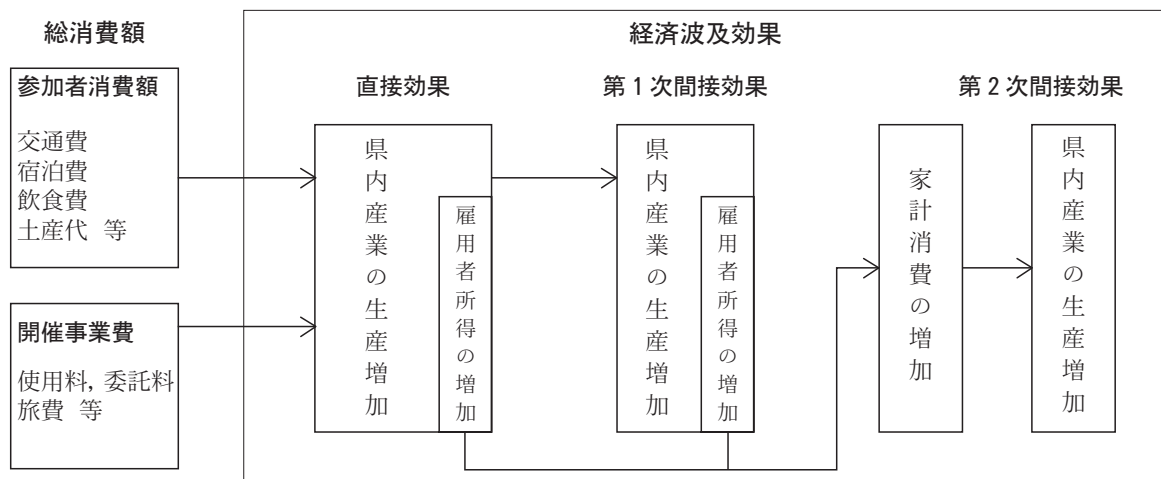 総消費額
参加者消費額
交通費
宿泊費
飲食費
土産代 等
開催事業費
使用料, 委託料
旅費 等
経済波及効果
直接効果
県内産業の生産増加
雇用者所得の増加
第1次間接効果
県内産業の生産増加
雇用者所得の増加
第2次間接効果
家計消費の増加
県内産業の生産増加